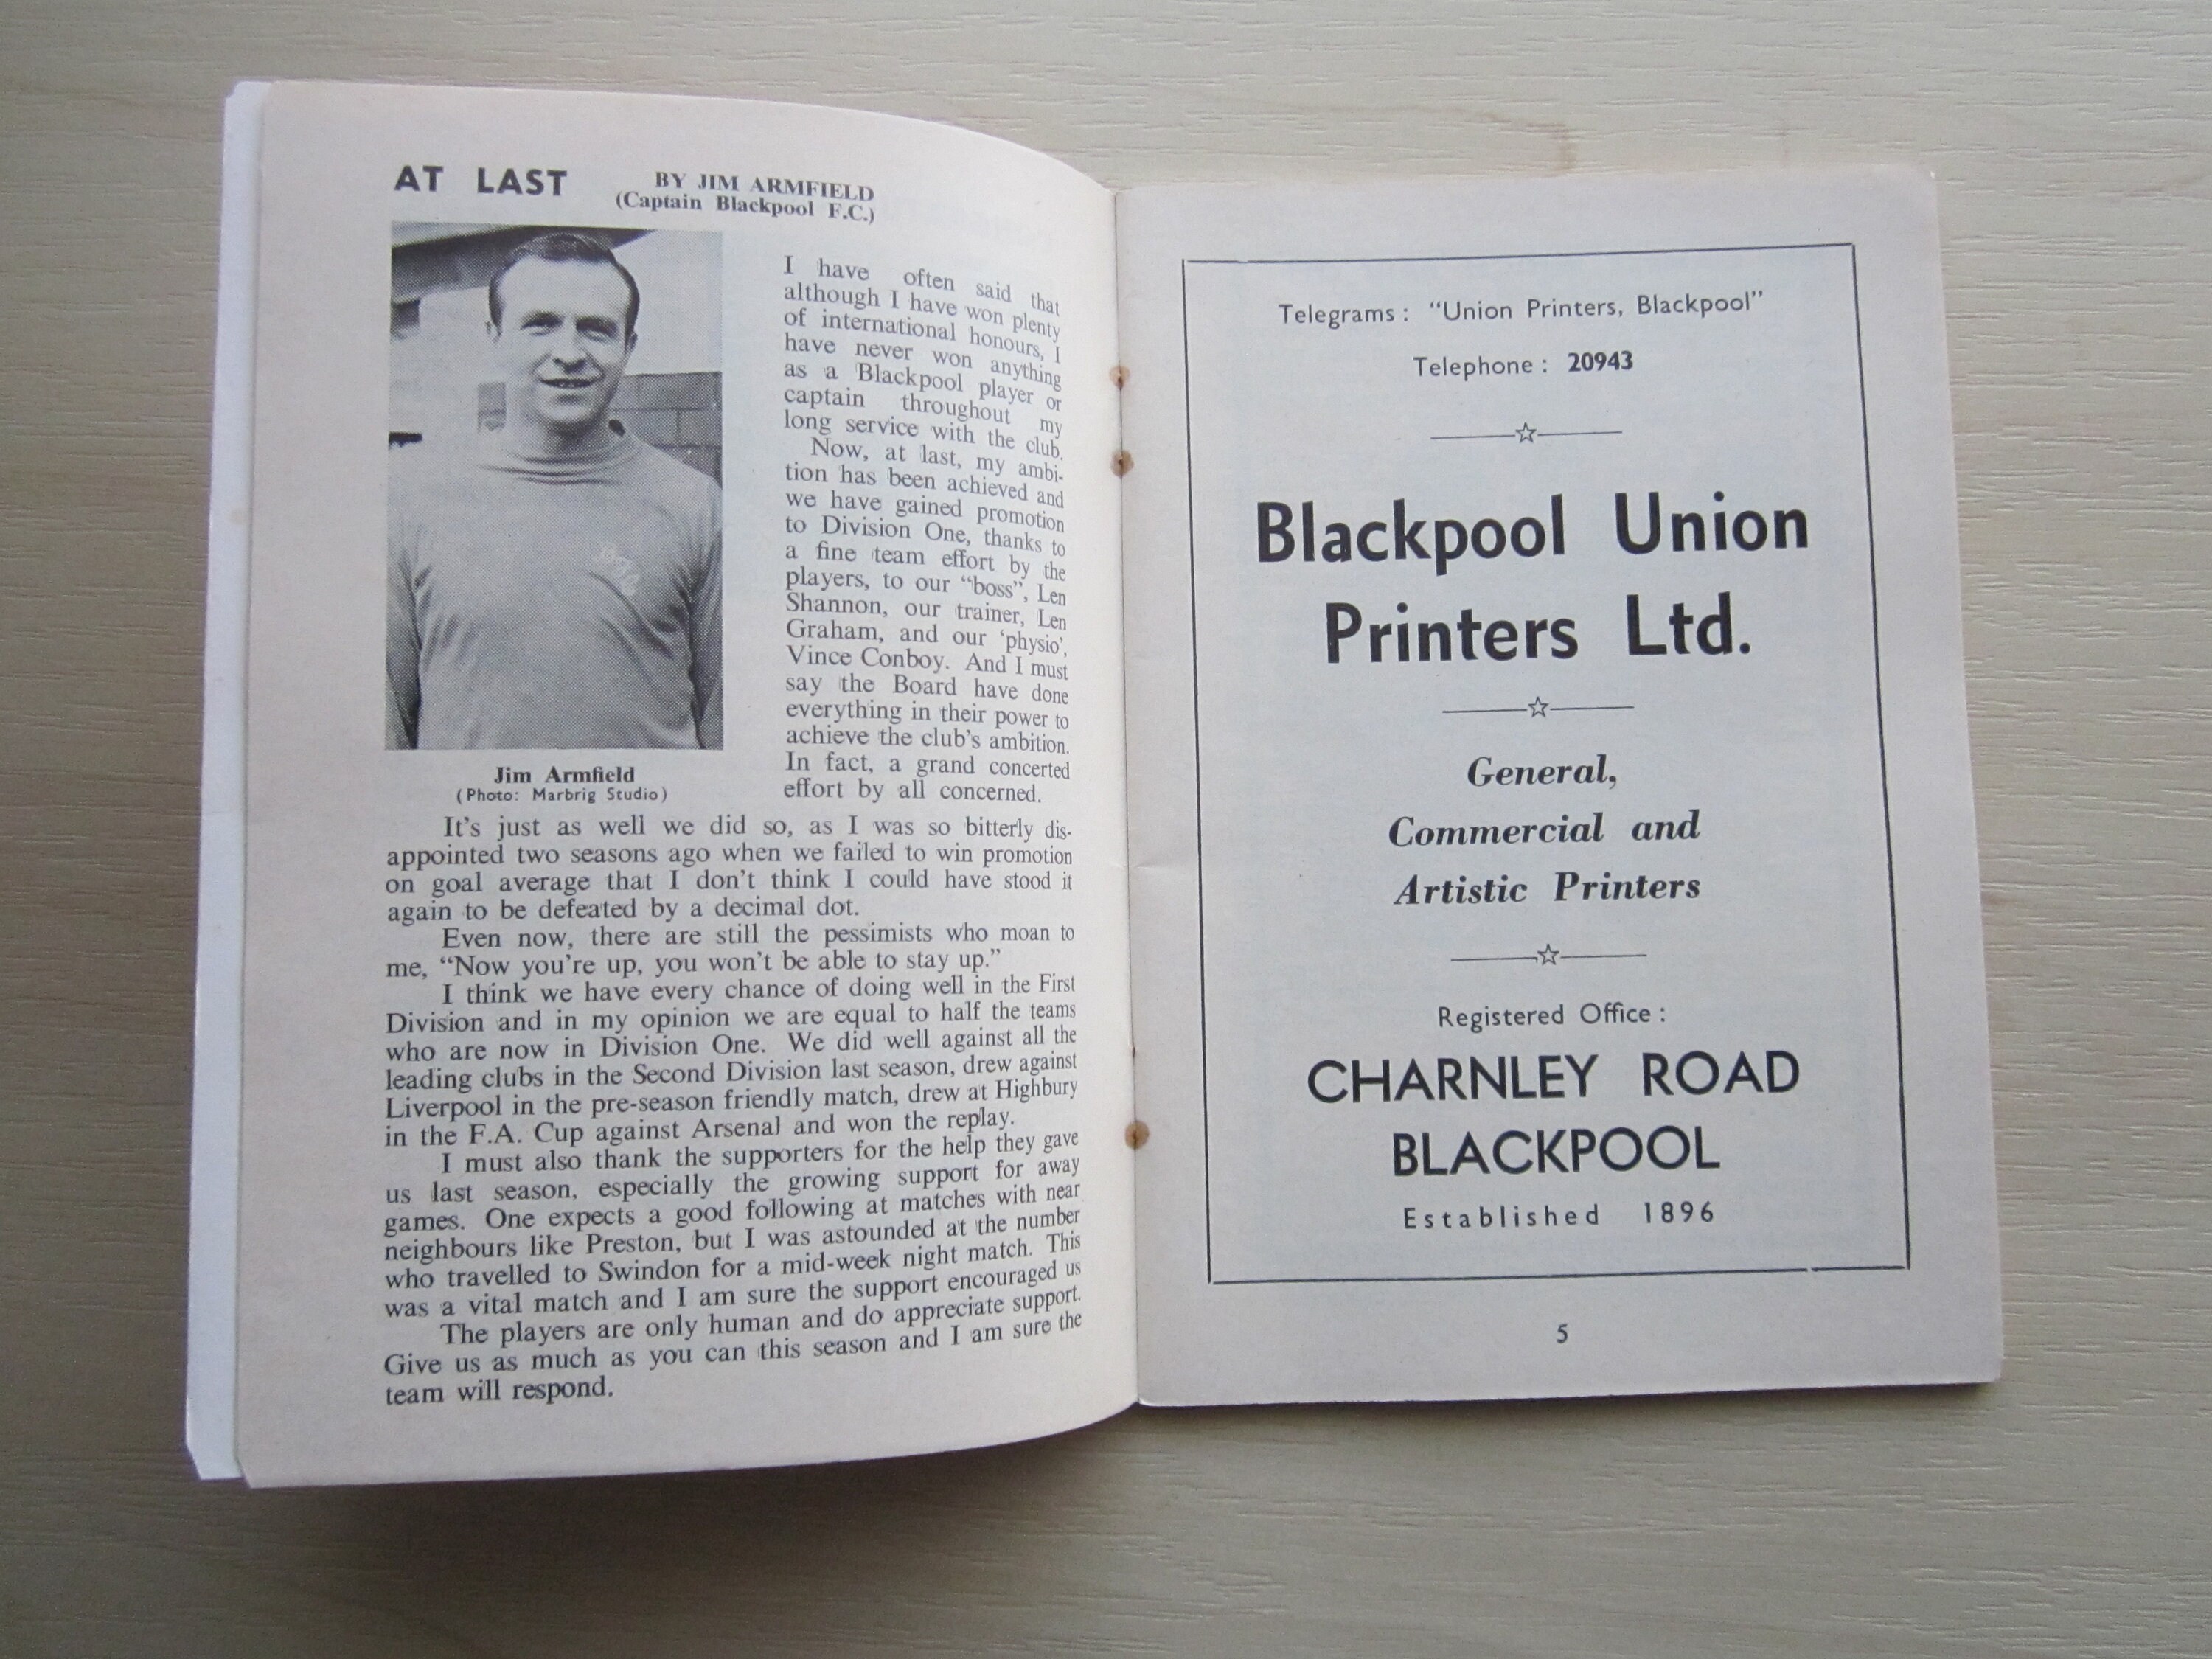 AT LAST
BY JIM ARMFIELD
(Captain Blackpool F.C.)
I have often said that
although I have won plenty
of international honours, I
have never won anything
as a Blackpool player or
captain throughout my
long service with the club.
Now, at last, my ambi-
tion has been achieved and
we have gained promotion
to Division One, thanks to
a fine team effort by the
players, to our “boss”, Len
Shannon, our trainer, Len
Graham, and our ‘physio’,
Vince Conboy. And I must
say the Board have done
everything in their power to
achieve the club's ambition.
In fact, a grand concerted
effort by all concerned.
Jim Armfield
(Photo: Marbrig Studio)
It's just as well we did so, as I was so bitterly dis-
appointed two seasons ago when we failed to win promotion
on goal average that I don't think I could have stood it
again to be defeated by a decimal dot.
Even now, there are still the pessimists who moan to
me, “Now you're up, you won't be able to stay up.”
I think we have every chance of doing well in the First
Division and in my opinion we are equal to half the teams
who are now in Division One. We did well against all the
leading clubs in the Second Division last season, drew against
Liverpool in the pre-season friendly match, drew at Highbury
in the F.A. Cup against Arsenal and won the replay.
I must also thank the supporters for the help they gave
us last season, especially the growing support for away
games. One expects a good following at matches with near
neighbours like Preston, but I was astounded at the number
who travelled to Swindon for a mid-week night match. This
was a vital match and I am sure the support encouraged us
The players are only human and do appreciate support.
Give us as much as you can this season and I am sure the
team will respond.
Telegrams: “Union Printers, Blackpool”
Telephone: 20943
Blackpool Union
Printers Ltd.
General,
Commercial and
Artistic Printers
Registered Office:
CHARNLEY ROAD
BLACKPOOL
Established 1896
5